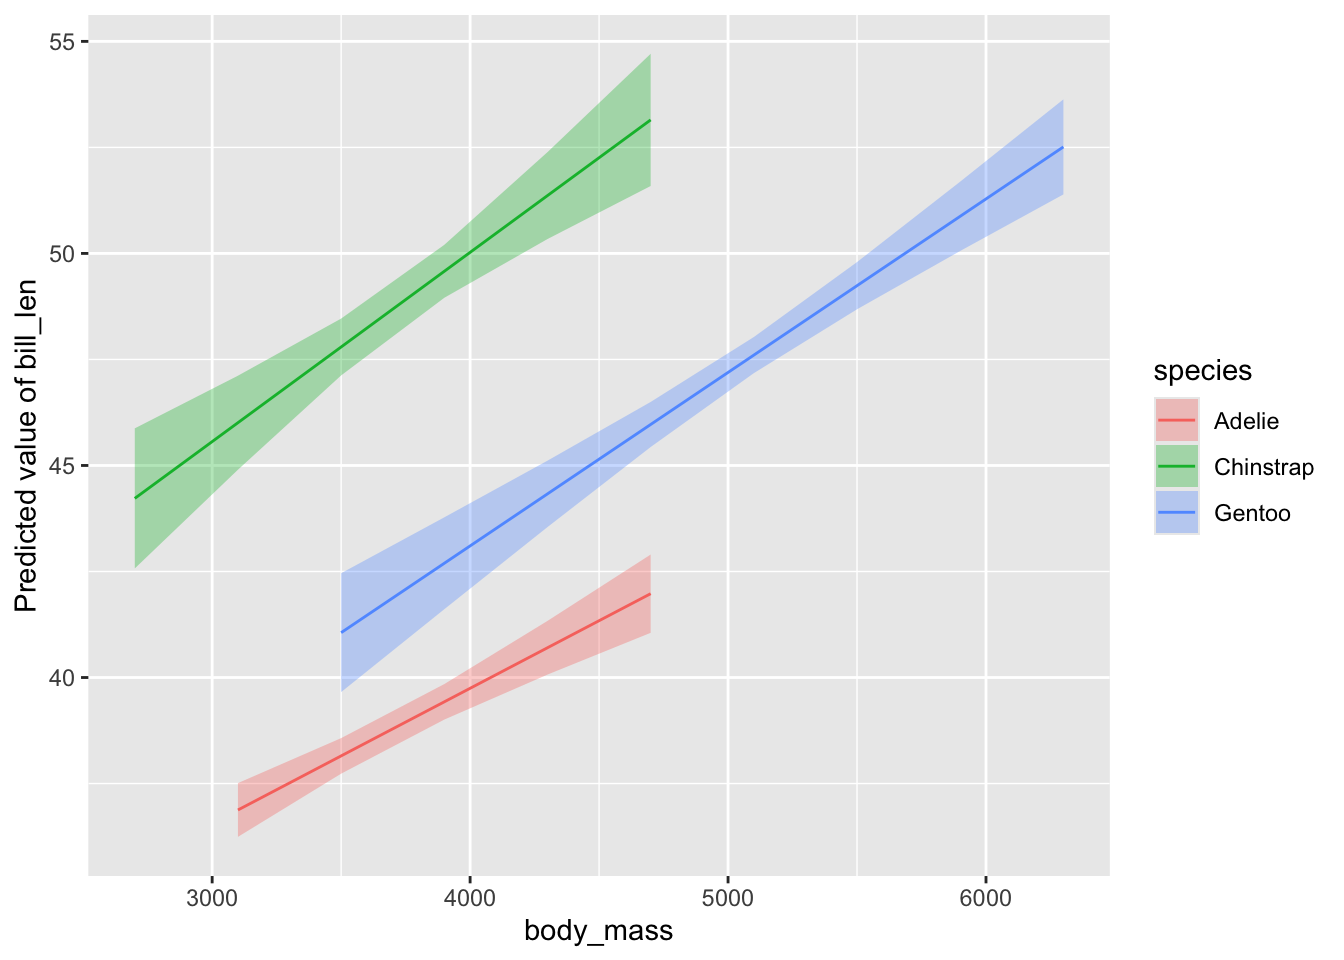 55
50
45
40
Predicted value of bill_len
3000
4000
5000
6000
body_mass
species
Adelie
Chinstrap
Gentoo